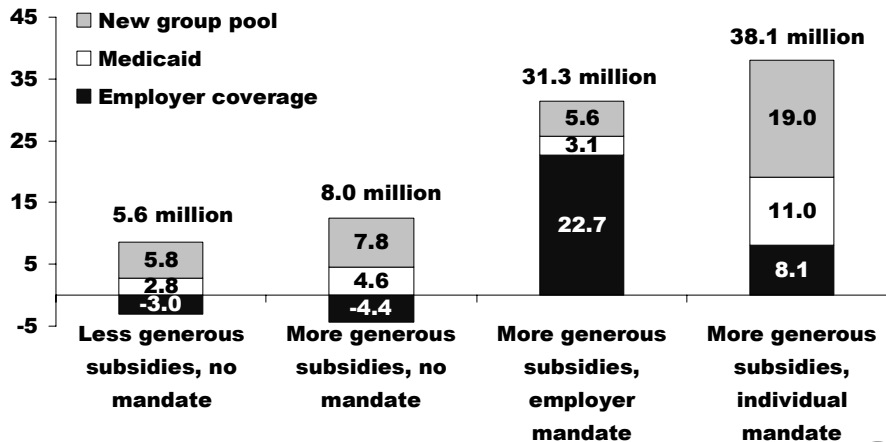 45
35
25
15
5
-5
New group pool
Medicaid
Employer coverage
5.6 million
5.8
2.8
-3.0
8.0 million
7.8
4.6
-4.4
31.3 million
5.6
3.1
22.7
38.1 million
19.0
11.0
8.1
Less generous
subsidies, no
mandate
More generous
subsidies, no
mandate
More generous
subsidies,
employer
mandate
More generous
subsidies,
individual
mandate